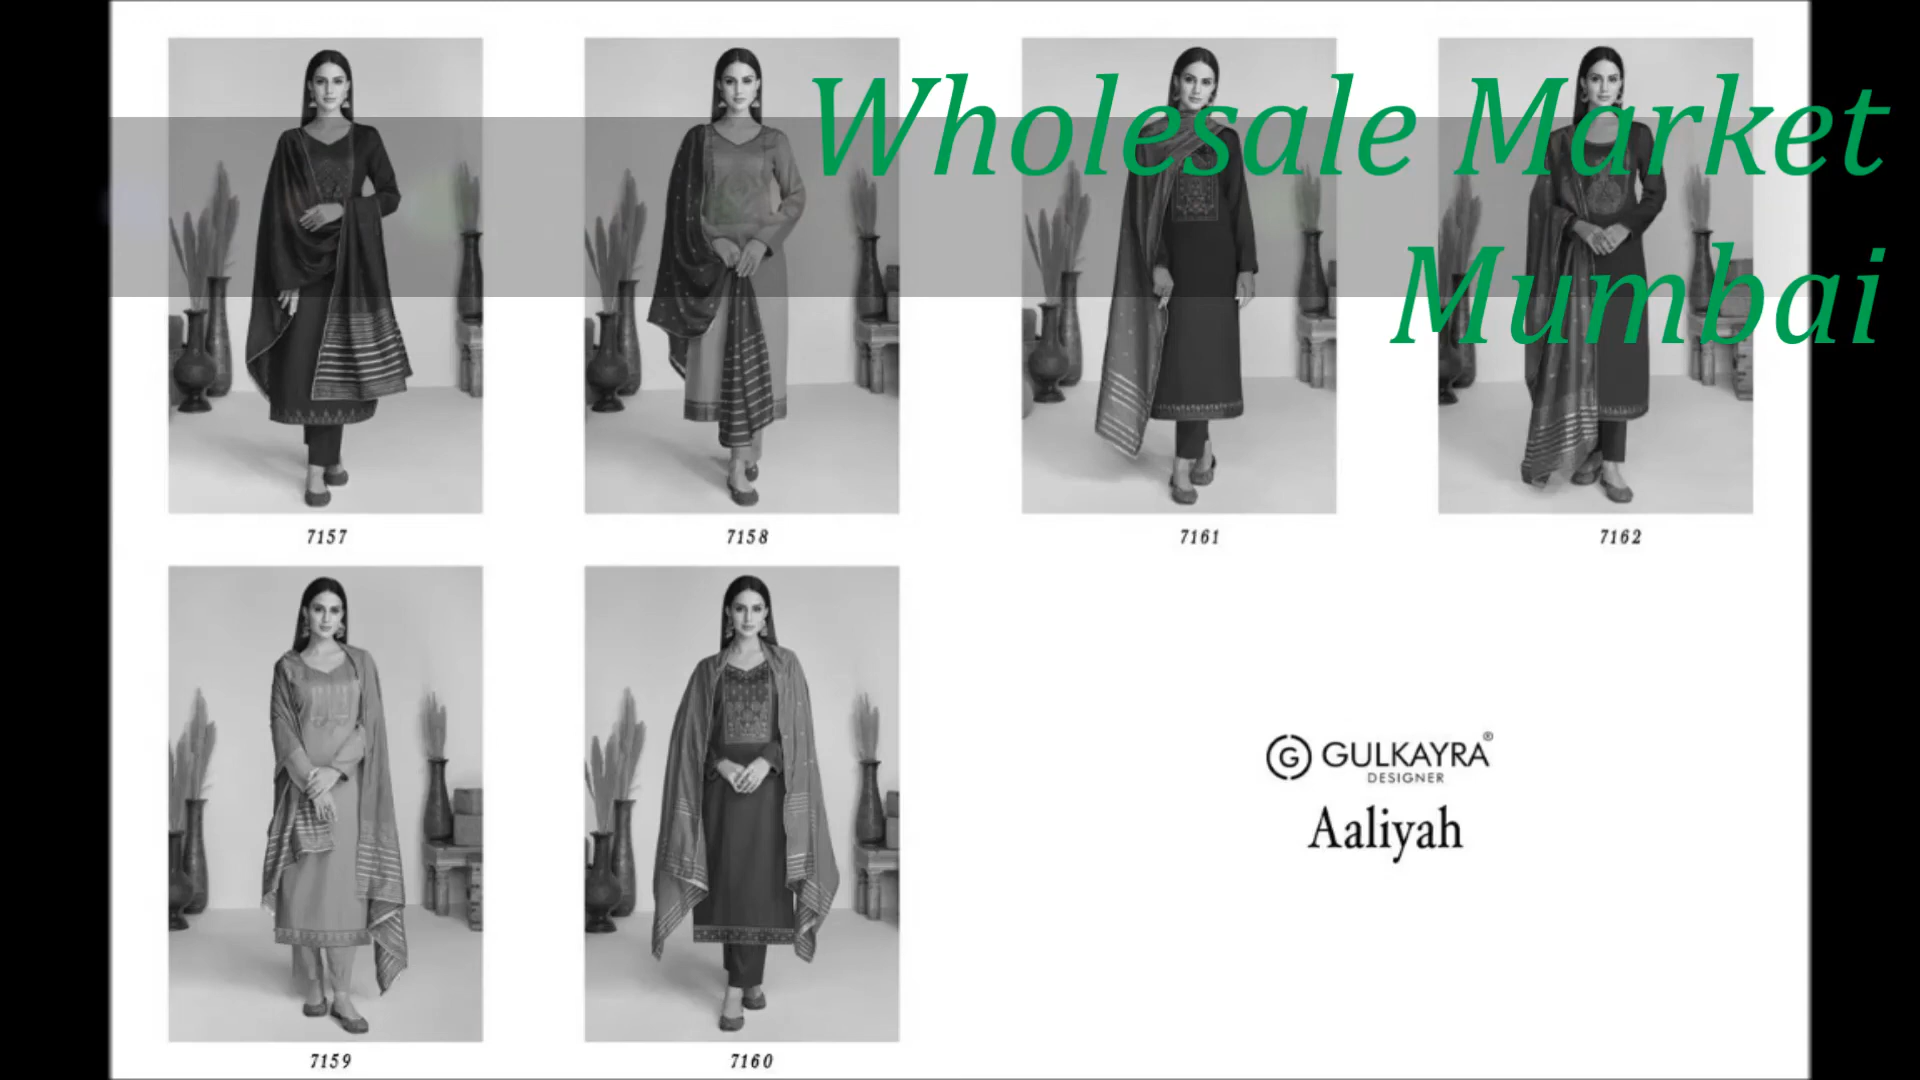 Wholesale Market
Mumbai
7157
7158
7161
7162
7159
7160
G GULKAYRA®
DESIGNER
Aaliyah